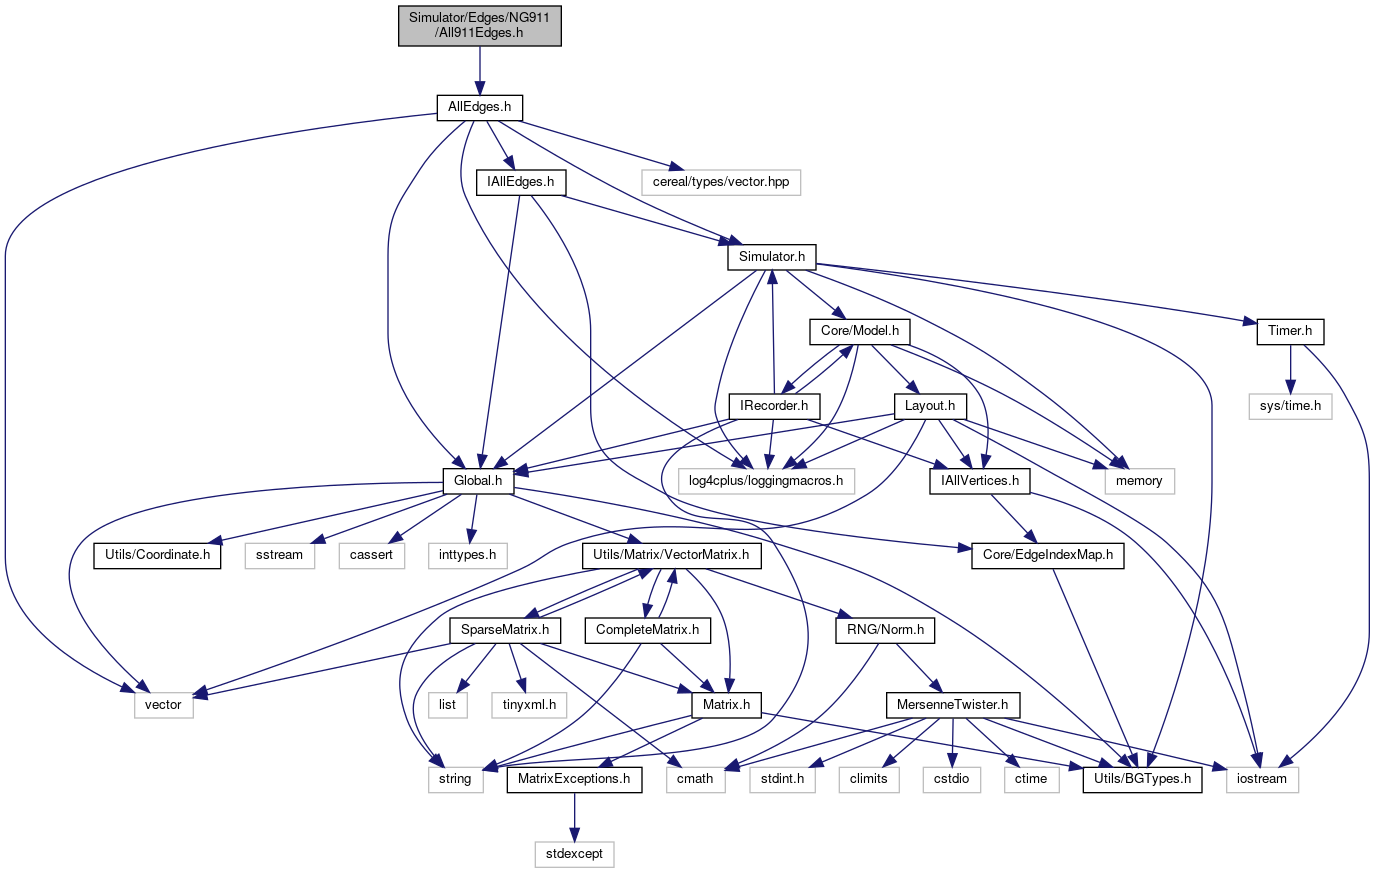 Simulator/Edges/NG911
/All911Edges.h
AllEdges.h
IAllEdges.h
cereal/types/vector.hpp
Simulator.h
Core/Model.h
Timer.h
IRecorder.h
Layout.h
sys/time.h
Global.h
log4cplus/loggingmacros.h
IAllVertices.h
memory
Utils/Coordinate.h
sstream
cassert
inttypes.h
Utils/Matrix/VectorMatrix.h
Core/EdgeIndexMap.h
SparseMatrix.h
CompleteMatrix.h
RNG/Norm.h
vector
list
tinyxml.h
Matrix.h
MersenneTwister.h
string
MatrixExceptions.h
cmath
stdint.h
climits
cstdio
ctime
Utils/BGTypes.h
iostream
stdexcept